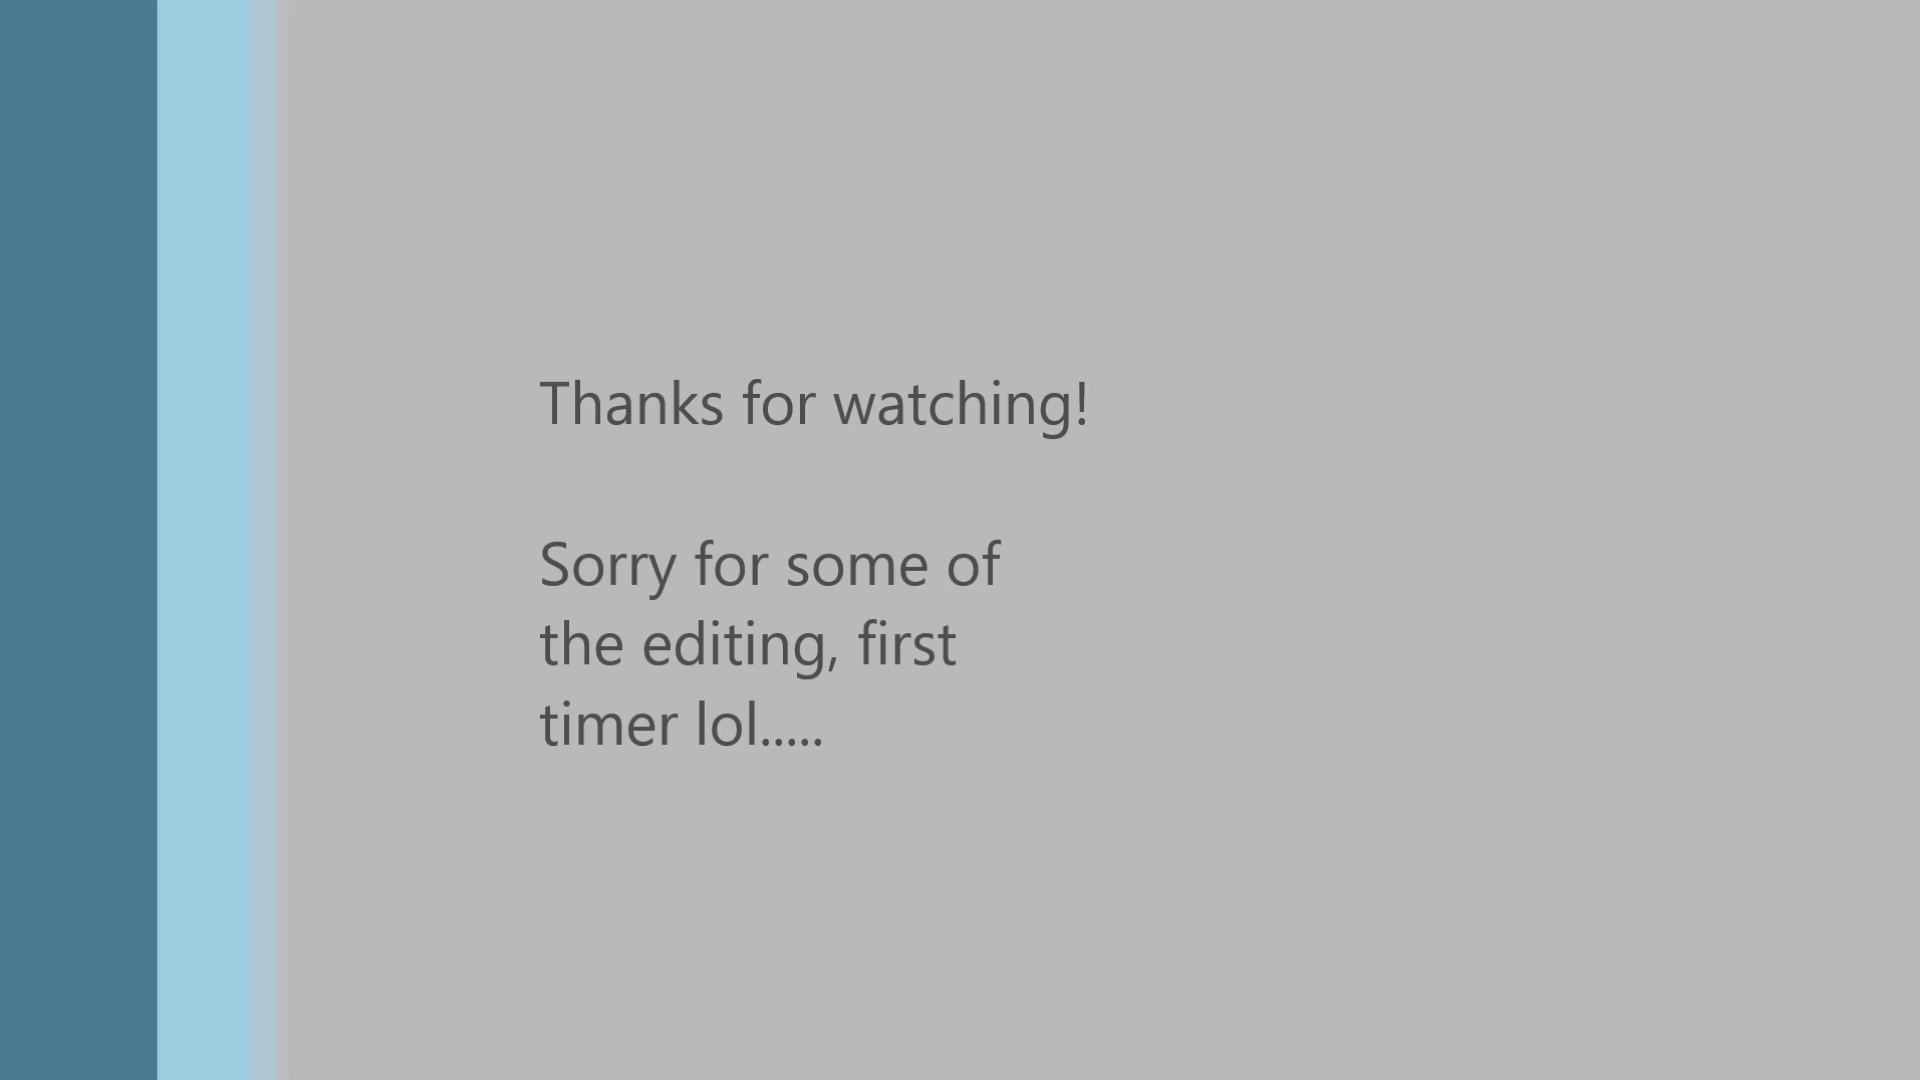 Thanks for watching!
Sorry for some of
the editing, first
timer lol.....